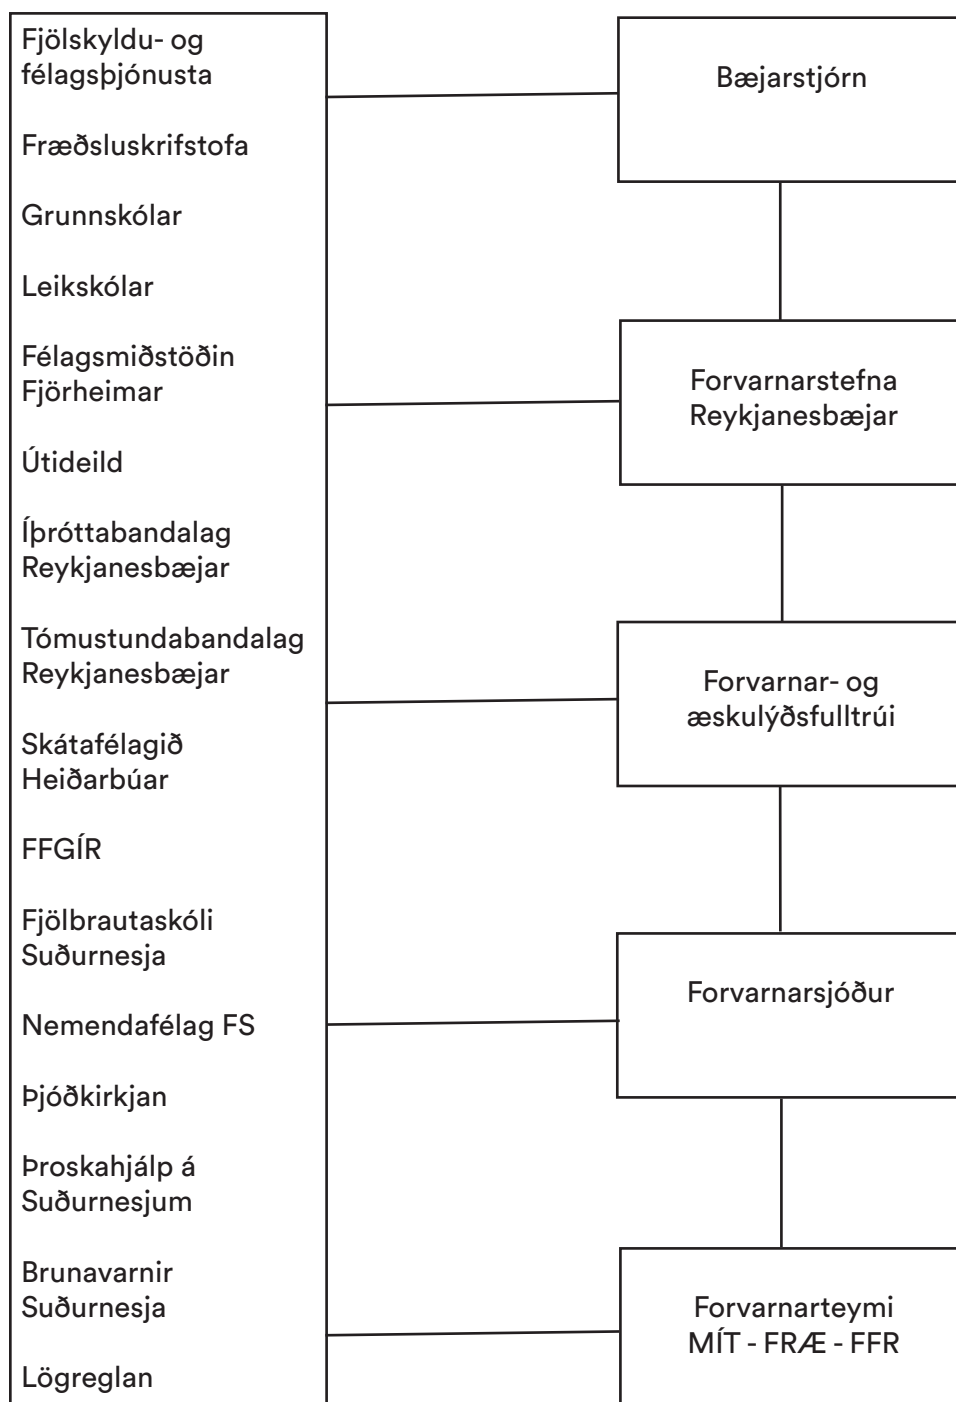 Fjölskyldu- og
félagsþjónusta
Fræðsluskrifstofa
Grunnskólar
Leikskólar
Félagsmiðstöðin
Fjörheimar
Útideild
Íþróttabandalag
Reykjanesbæjar
Tómustundabandalag
Reykjanesbæjar
Skátafélagið
Heiðarbúar
FFGÍR
Fjölbrautaskóli
Suðurnesja
Nemendafélag FS
Þjóðkirkjan
Þroskahjálp á
Suðurnesjum
Brunavarnir
Suðurnesja
Lögreglan
Bæjarstjórn
Forvarnarstefna
Reykjanesbæjar
Forvarnar- og
æskulýðsfulltrúi
Forvarnarsjóður
Forvarnarteymi
MÍT - FRÆ - FFR